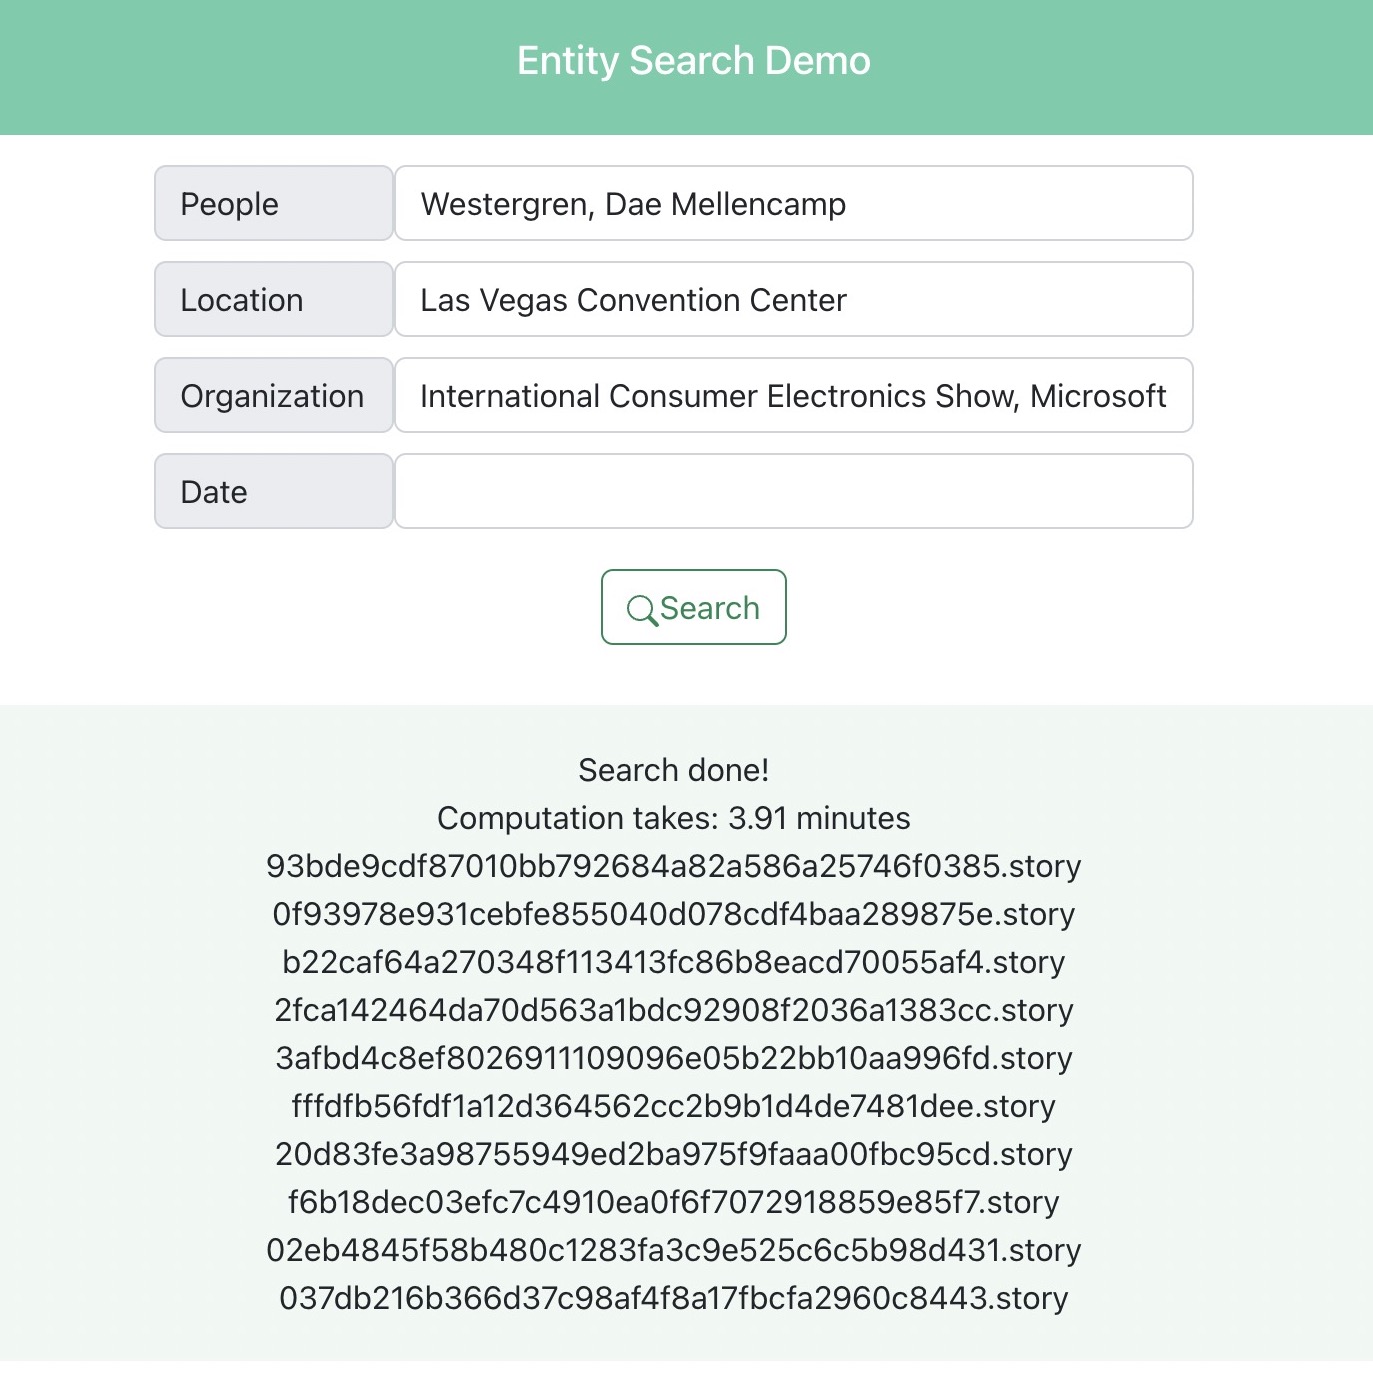 Entity Search Demo
People
Westergren, Dae Mellencamp
Location
Las Vegas Convention Center
Organization
International Consumer Electronics Show, Microsoft
Date
Search
Search done!
Computation takes: 3.91 minutes
93bde9cdf87010bb792684a82a586a25746f0385.story
0f93978e931cebfe855040d078cdf4baa289875e.story
b22caf64a270348f113413fc86b8eacd70055af4.story
2fca142464da70d563a1bdc92908f2036a1383cc.story
3afbd4c8ef8026911109096e05b22bb10aa996fd.story
fffdfb56fdf1a12d364562cc2b9b1d4de7481dee.story
20d83fe3a98755949ed2ba975f9faaa00fbc95cd.story
f6b18dec03efc7c4910ea0f6f7072918859e85f7.story
02eb4845f58b480c1283fa3c9e525c6c5b98d431.story
037db216b366d37c98af4f8a17fbcfa2960c8443.story